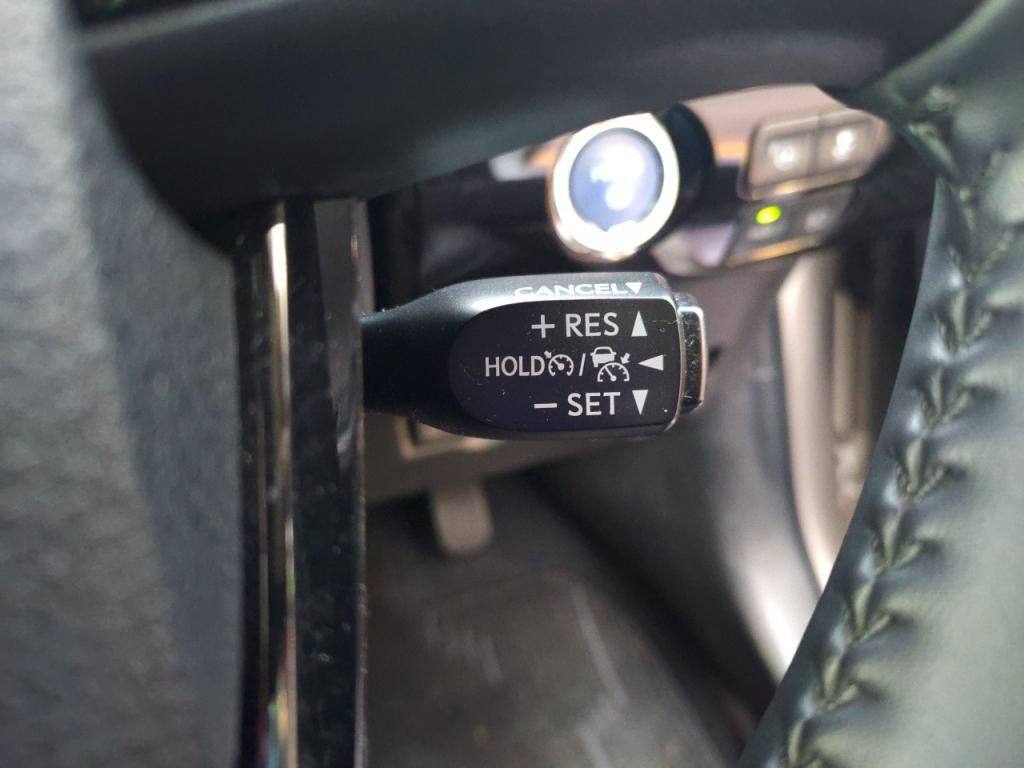 CANCEL
+ RES
HOLD /
− SET